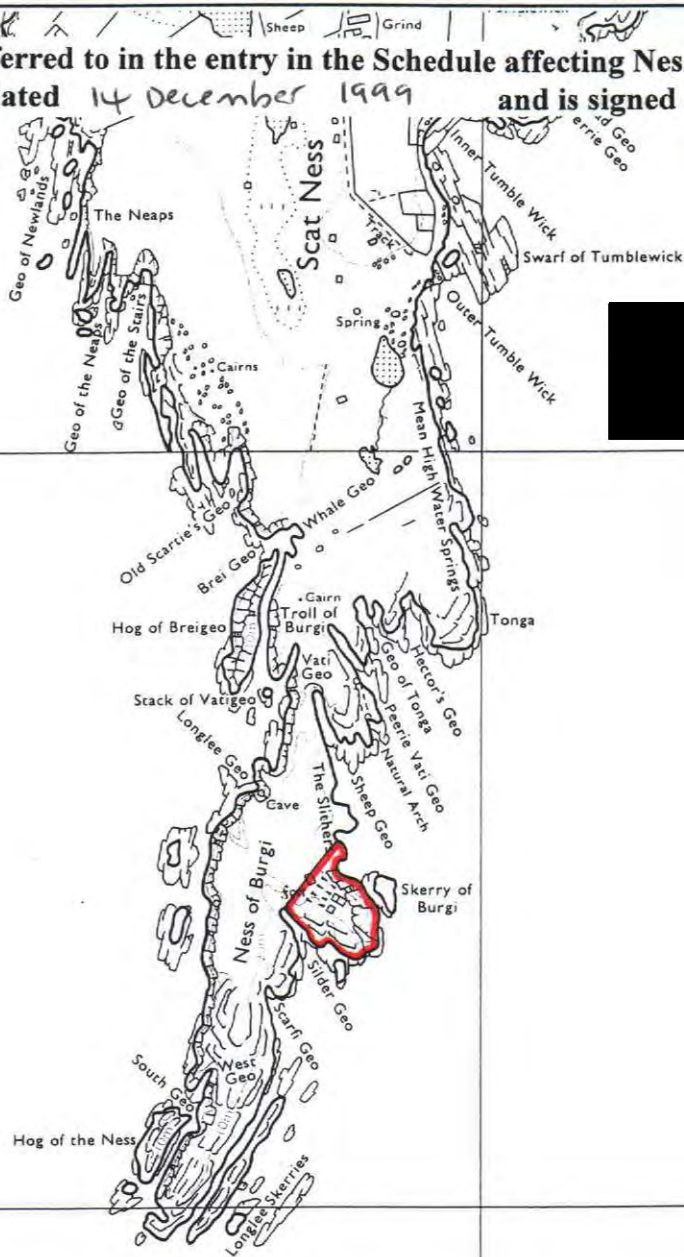 Sheep
Grind
ferred to in the entry in the Schedule affecting Nes
ated 14 December 1999 and is signed
Geo of Newlands
The Neaps
Geo of the Neaps
Geo of the Stairs
Cairns
Scat Ness
Track
Spring
errie Geo
Inner Tumble Wick
Swarf of Tumblewick
Outer Tumble Wick
Mean High Water Springs
Old Scartie's Geo
Brei Geo
Whale Geo
Cairn
Hog of Breigeo
Troll of
Burgi
Tonga
Vati
Geo
Hector's Geo
Geo of Tonga
Stack of Vatigeo
Peerie Vati Geo
Natural Arch
Longlee Geo
Sheep Geo
Cave
The Slithers
Ness of Burgi
Skerry of
Burgi
Silder Geo
Scarfi Geo
West
Geo
South Geo
Hog of the Ness
Longlee Skerries